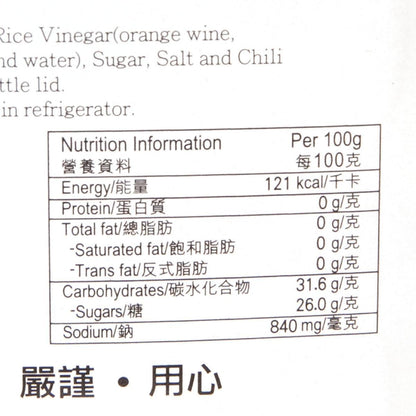 Rice Vinegar(orange wine,
nd water), Sugar, Salt and Chili
ttle lid.
in refrigerator.
Nutrition Information Per 100g
營養資料 每100克
Energy/能量 121 kcal/千卡
Protein/蛋白質 0 g/克
Total fat/總脂肪 0 g/克
-Saturated fat/飽和脂肪 0 g/克
-Trans fat/反式脂肪 0 g/克
Carbohydrates/碳水化合物 31.6 g/克
-Sugars/糖 26.0 g/克
Sodium/鈉 840 mg/毫克
嚴謹・用心